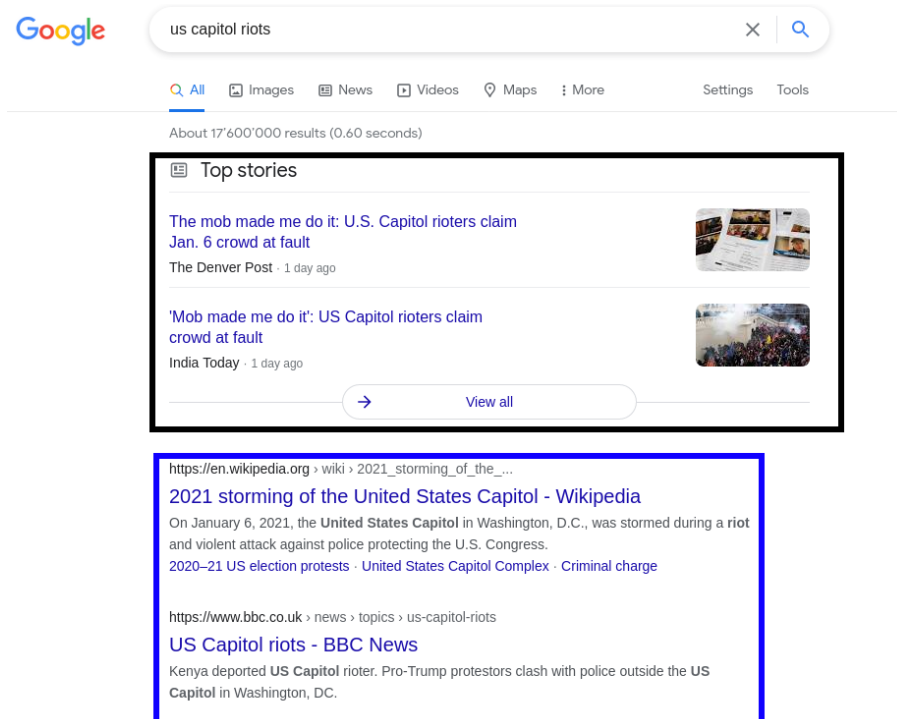 Google
us capitol riots
All Images News Videos Maps More Settings Tools
About 17’600’000 results (0.60 seconds)
Top stories
The mob made me do it: U.S. Capitol rioters claim
Jan. 6 crowd at fault
The Denver Post · 1 day ago
'Mob made me do it': US Capitol rioters claim
crowd at fault
India Today · 1 day ago
View all
https://en.wikipedia.org › wiki › 2021_storming_of_the_...
2021 storming of the United States Capitol - Wikipedia
On January 6, 2021, the United States Capitol in Washington, D.C., was stormed during a riot
and violent attack against police protecting the U.S. Congress.
2020–21 US election protests · United States Capitol Complex · Criminal charge
https://www.bbc.co.uk › news › topics › us-capitol-riots
US Capitol riots - BBC News
Kenya deported US Capitol rioter. Pro-Trump protestors clash with police outside the US
Capitol in Washington, DC.